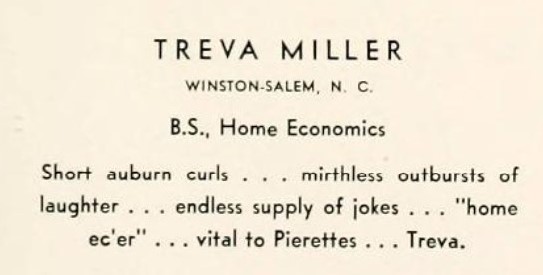 TREVA MILLER
WINSTON-SALEM, N. C.
B.S., Home Economics
Short auburn curls . . . mirthless outbursts of
laughter . . . endless supply of jokes . . . "home
ec'er" . . . vital to Pierettes . . . Treva.